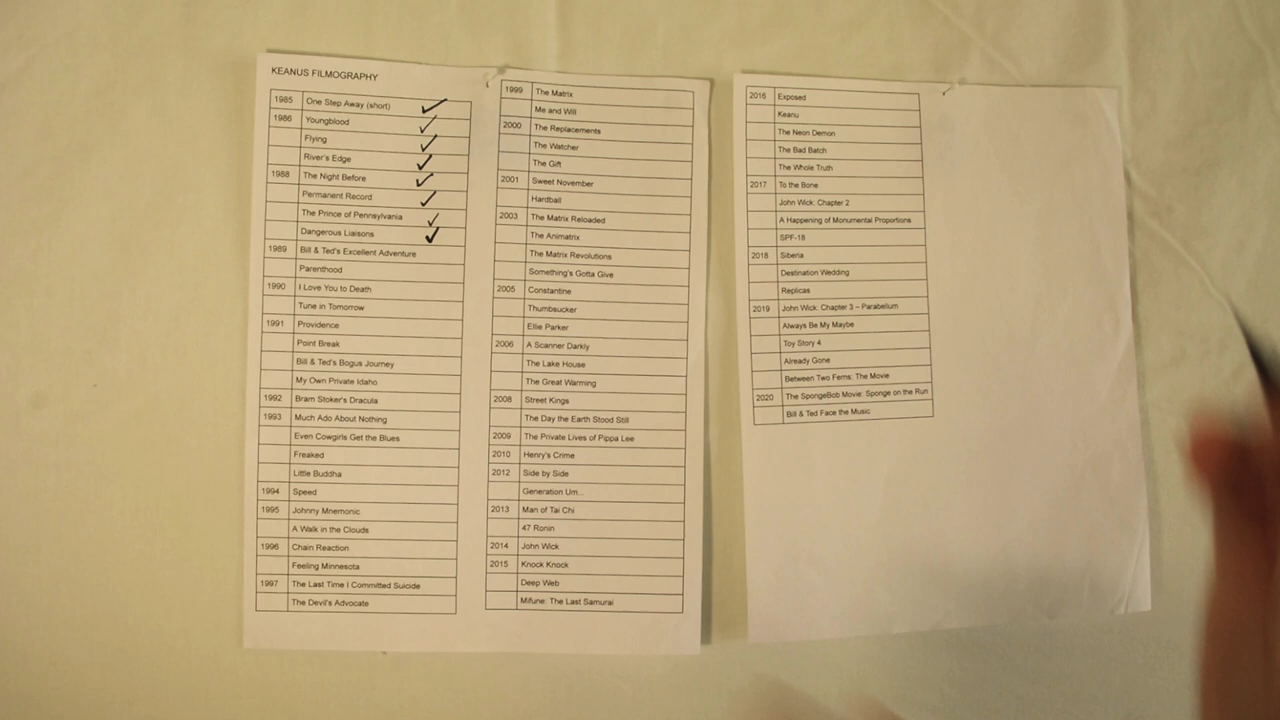 KEANUS FILMOGRAPHY
1985 One Step Away (short)
1986 Youngblood
Flying
River's Edge
1988 The Night Before
Permanent Record
The Prince of Pennsylvania
Dangerous Liaisons
1989 Bill & Ted's Excellent Adventure
Parenthood
1990 I Love You to Death
Tune in Tomorrow
1991 Providence
Point Break
Bill & Ted's Bogus Journey
My Own Private Idaho
1992 Bram Stoker's Dracula
1993 Much Ado About Nothing
Even Cowgirls Get the Blues
Freaked
Little Buddha
1994 Speed
1995 Johnny Mnemonic
A Walk in the Clouds
1996 Chain Reaction
Feeling Minnesota
1997 The Last Time I Committed Suicide
The Devil's Advocate
1999 The Matrix
Me and Will
2000 The Replacements
The Watcher
The Gift
2001 Sweet November
Hardball
2003 The Matrix Reloaded
The Animatrix
The Matrix Revolutions
Something's Gotta Give
2005 Constantine
Thumbsucker
Ellie Parker
2006 A Scanner Darkly
The Lake House
The Great Warming
2008 Street Kings
The Day the Earth Stood Still
2009 The Private Lives of Pippa Lee
2010 Henry's Crime
2012 Side by Side
Generation Um...
2013 Man of Tai Chi
47 Ronin
2014 John Wick
2015 Knock Knock
Deep Web
Mifune: The Last Samurai
2016 Exposed
Keanu
The Neon Demon
The Bad Batch
The Whole Truth
2017 To the Bone
John Wick: Chapter 2
A Happening of Monumental Proportions
SPF-18
2018 Siberia
Destination Wedding
Replicas
2019 John Wick: Chapter 3 – Parabellum
Always Be My Maybe
Toy Story 4
Already Gone
Between Two Ferns: The Movie
2020 The SpongeBob Movie: Sponge on the Run
Bill & Ted Face the Music